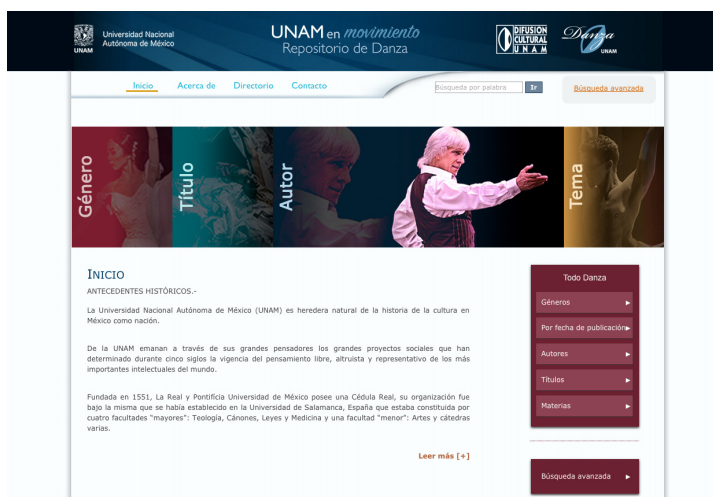 UNAM
Universidad Nacional
Autónoma de México
UNAM en movimiento
Repositorio de Danza
DIFUSION
CULTURAL
UNAM
Danza
UNAM
Inicio
Acerca de
Directorio
Contacto
Búsqueda por palabra
Ir
Búsqueda avanzada
Género
Título
Autor
Tema
INICIO
ANTECEDENTES HISTÓRICOS.-
La Universidad Nacional Autónoma de México (UNAM) es heredera natural de la historia de la cultura en
México como nación.
De la UNAM emanan a través de sus grandes pensadores los grandes proyectos sociales que han
determinado durante cinco siglos la vigencia del pensamiento libre, altruista y representativo de los más
importantes intelectuales del mundo.
Fundada en 1551, La Real y Pontificia Universidad de México posee una Cédula Real, su organización fue
bajo la misma que se había establecido en la Universidad de Salamanca, España que estaba constituida por
cuatro facultades "mayores": Teología, Cánones, Leyes y Medicina y una facultad "menor": Artes y cátedras
varias.
Leer más [+]
Todo Danza
Géneros
Por fecha de publicación
Autores
Títulos
Materias
Búsqueda avanzada